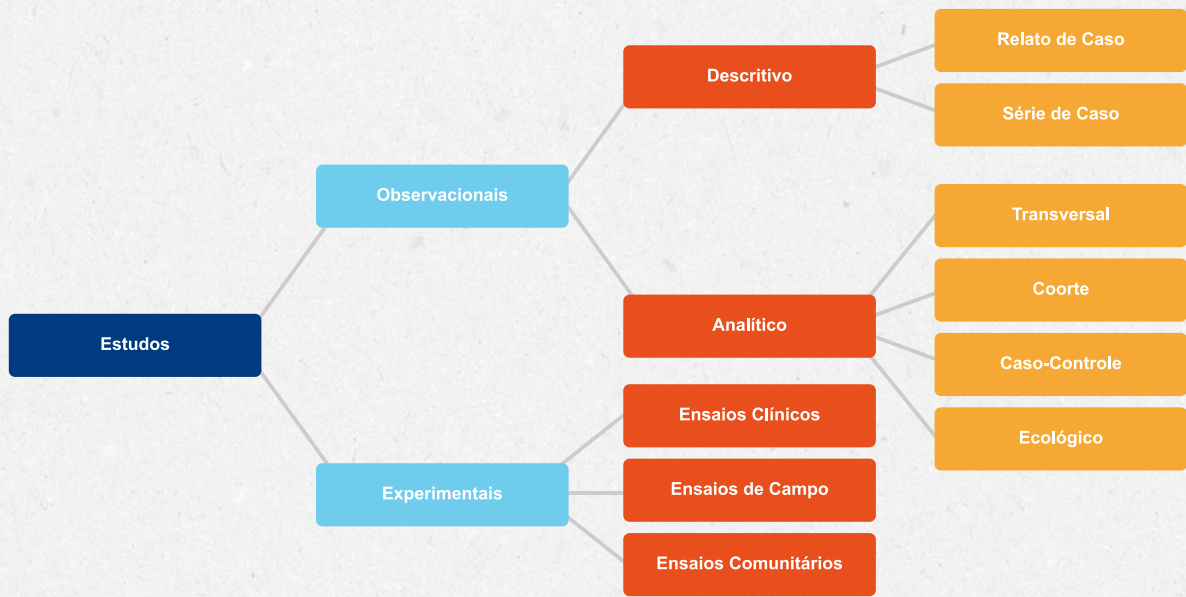 Estudos
Observacionais
Descritivo
Relato de Caso
Série de Caso
Analítico
Transversal
Coorte
Caso-Controle
Ecológico
Experimentais
Ensaios Clínicos
Ensaios de Campo
Ensaios Comunitários